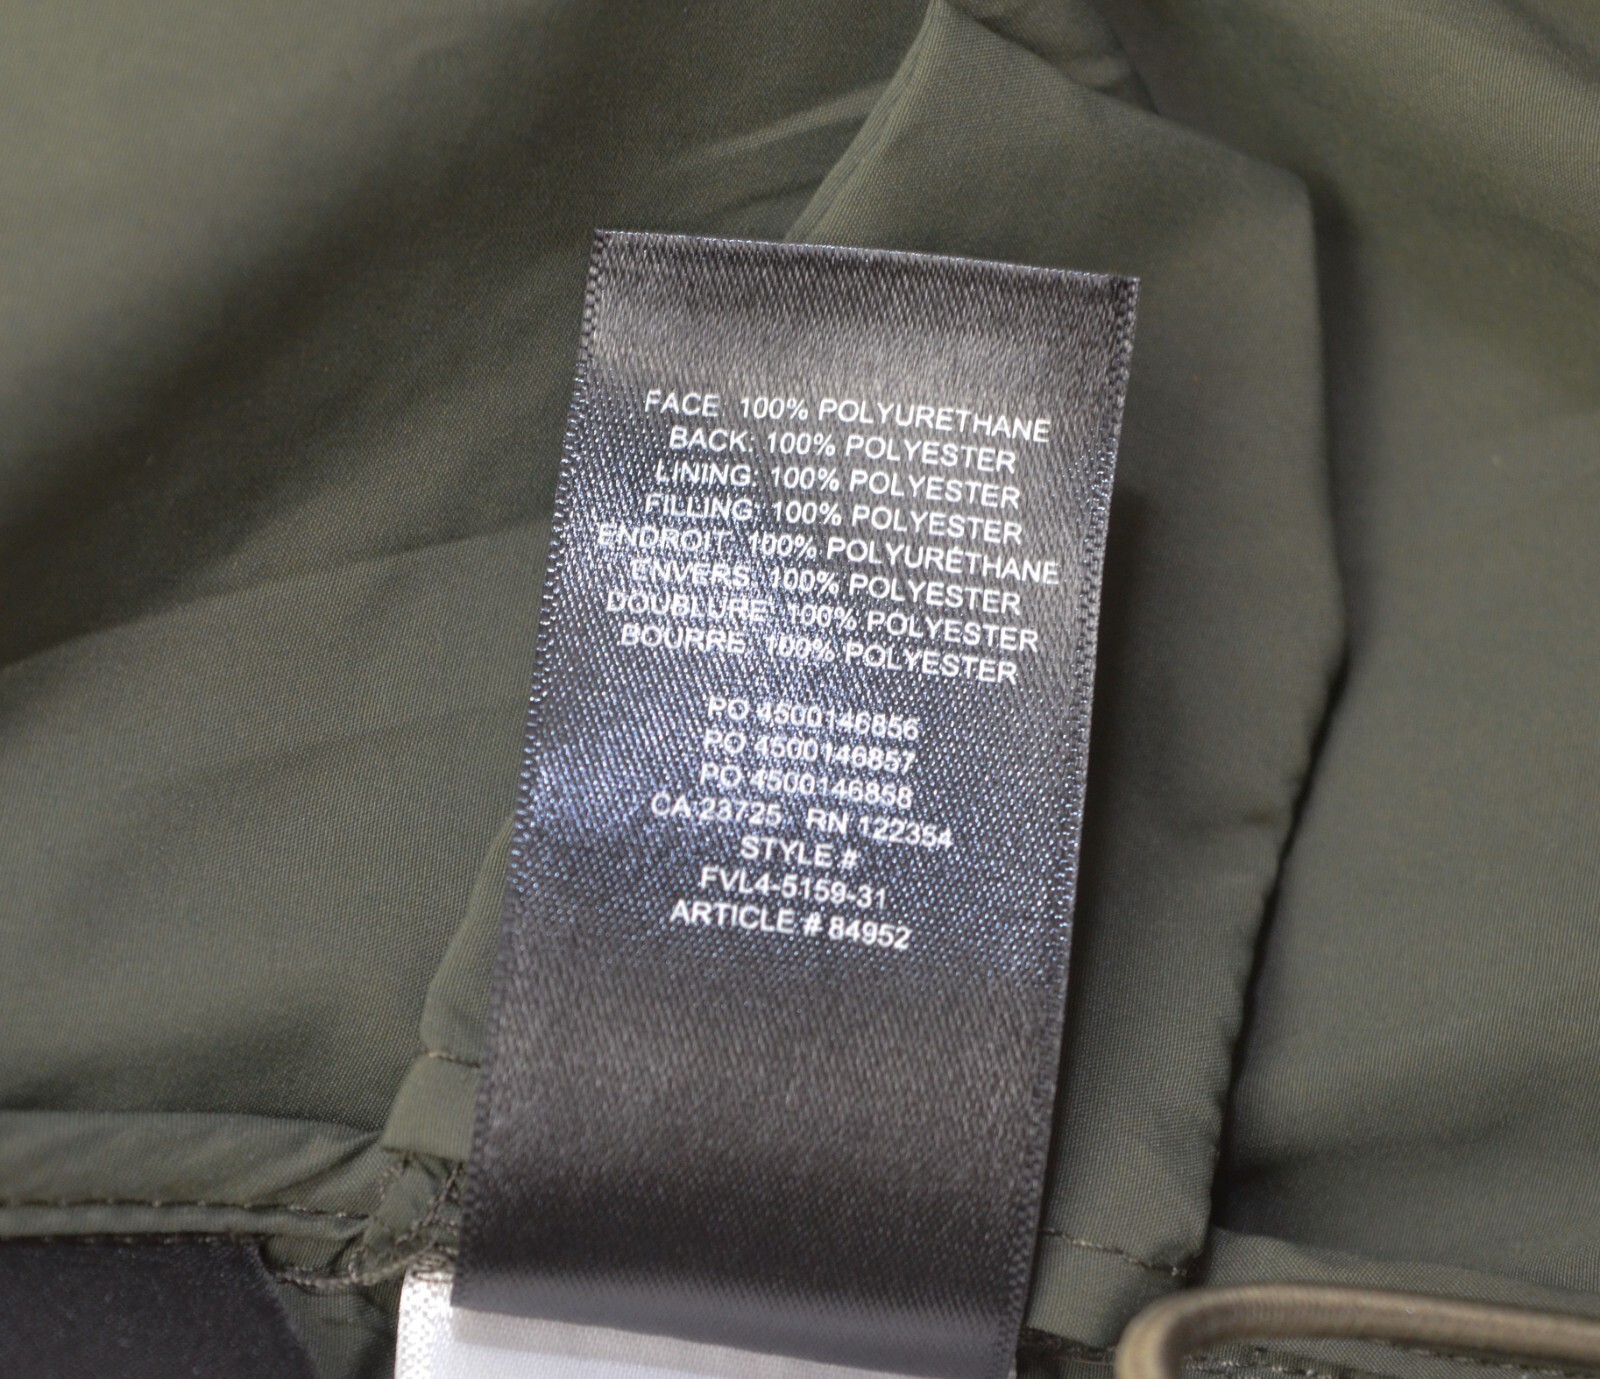 FACE 100% POLYURETHANE
BACK: 100% POLYESTER
LINING: 100% POLYESTER
FILLING: 100% POLYESTER
ENDROIT: 100% POLYURÉTHANE
ENVERS: 100% POLYESTER
DOUBLURE: 100% POLYESTER
BOURRE: 100% POLYESTER
PO 4500146856
PO 4500146857
PO 4500146858
CA 23725, RN 122354
STYLE #
FVL4-5159-31
ARTICLE # 84952